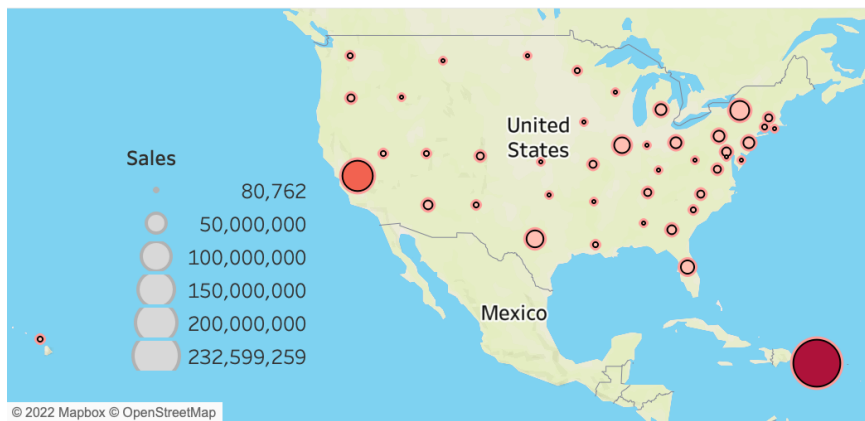 United
States
Sales
80,762
50,000,000
100,000,000
150,000,000
200,000,000
232,599,259
Mexico
© 2022 Mapbox © OpenStreetMap